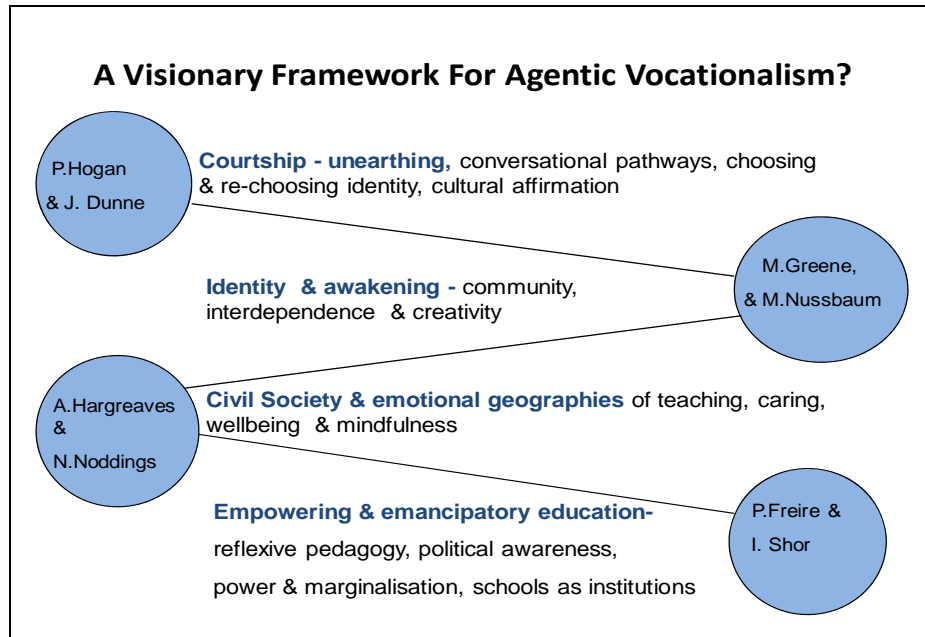 A Visionary Framework For Agentic Vocationalism?
P.Hogan
& J. Dunne
Courtship - unearthing, conversational pathways, choosing
& re-choosing identity, cultural affirmation
M.Greene,
& M.Nussbaum
Identity & awakening - community,
interdependence & creativity
A.Hargreaves
&
N.Noddings
Civil Society & emotional geographies of teaching, caring,
wellbeing & mindfulness
Empowering & emancipatory education-
reflexive pedagogy, political awareness,
power & marginalisation, schools as institutions
P.Freire &
I. Shor